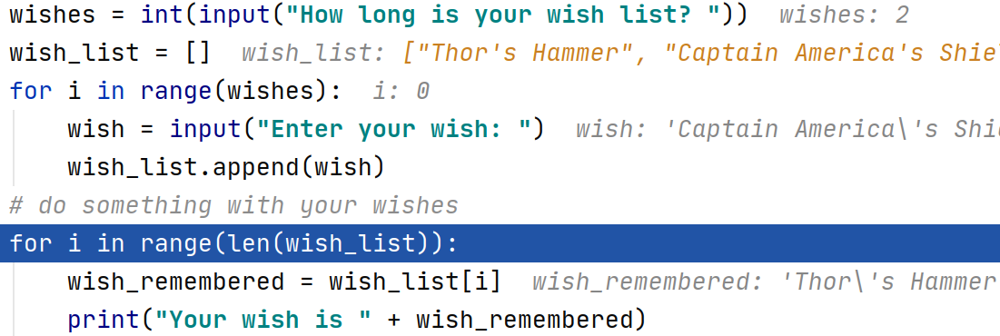 wishes = int(input("How long is your wish list? "))  wishes: 2
wish_list = []  wish_list: ["Thor's Hammer", "Captain America's
for i in range(wishes):  i: 0
    wish = input("Enter your wish: ")  wish: 'Captain America\'s
    wish_list.append(wish)
# do something with your wishes
for i in range(len(wish_list)):
    wish_remembered = wish_list[i]  wish_remembered: 'Thor\'s Hammer
    print("Your wish is " + wish_remembered)